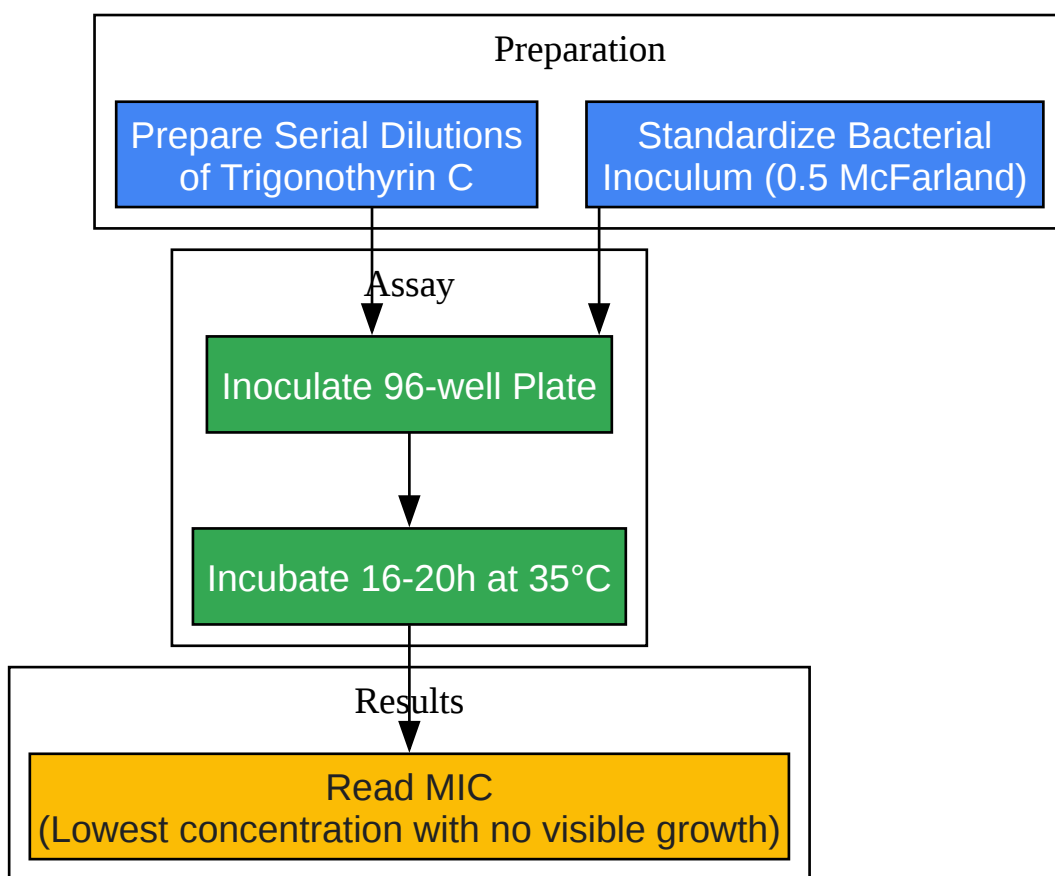 Preparation
Prepare Serial Dilutions
of Trigonothyrin C
Standardize Bacterial
Inoculum (0.5 McFarland)
Assay
Inoculate 96-well Plate
Incubate 16-20h at 35°C
Results
Read MIC
(Lowest concentration with no visible growth)